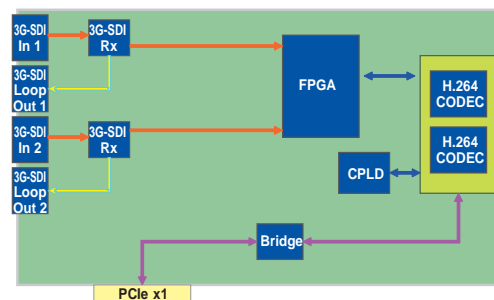 3G-SDI
In 1
3G-SDI
Rx
3G-SDI
Loop
Out 1
3G-SDI
In 2
3G-SDI
Rx
3G-SDI
Loop
Out 2
FPGA
H.264
CODEC
H.264
CODEC
CPLD
Bridge
PCIe x1